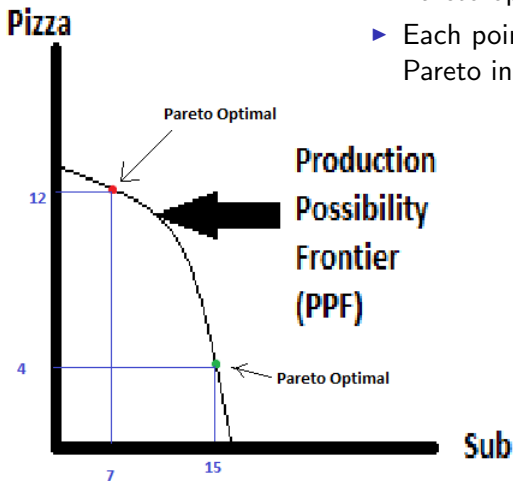 Pizza
▶ Each poin
Pareto in
Pareto Optimal
12
Production
Possibility
Frontier
(PPF)
4
Pareto Optimal
Sub
7
15